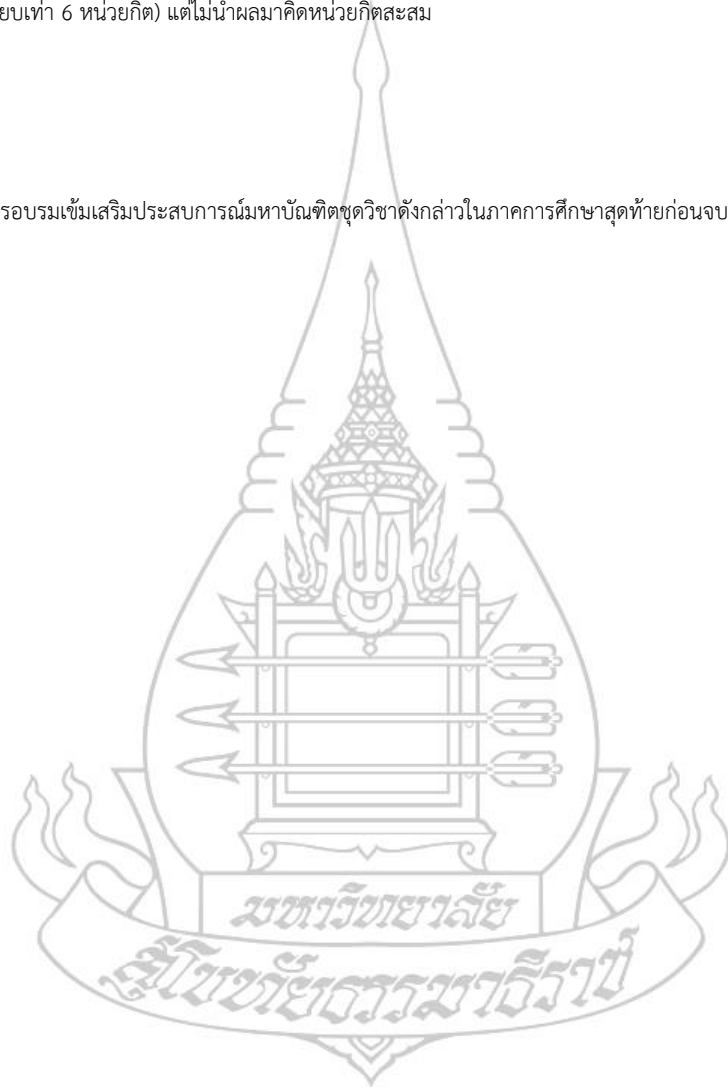 ยบเท่า 6 หน่วยกิต) แต่ไม่นำผลมาคิดหน่วยกิตสะสม
รอบรมเข้มเสริมประสบการณ์มหาบัณฑิตชุดวิชาดังกล่าวในภาคการศึกษาสุดท้ายก่อนจบ
มหาวิทยาลัย
สุโขทัยธรรมาธิราช